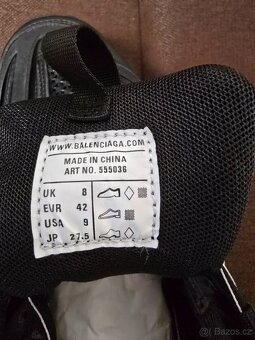 WWW.BALENCIAGA.COM
MADE IN CHINA
ART NO. 555036
UK 8
EUR 42
USA 9
JP 27.5
Bazos.cz